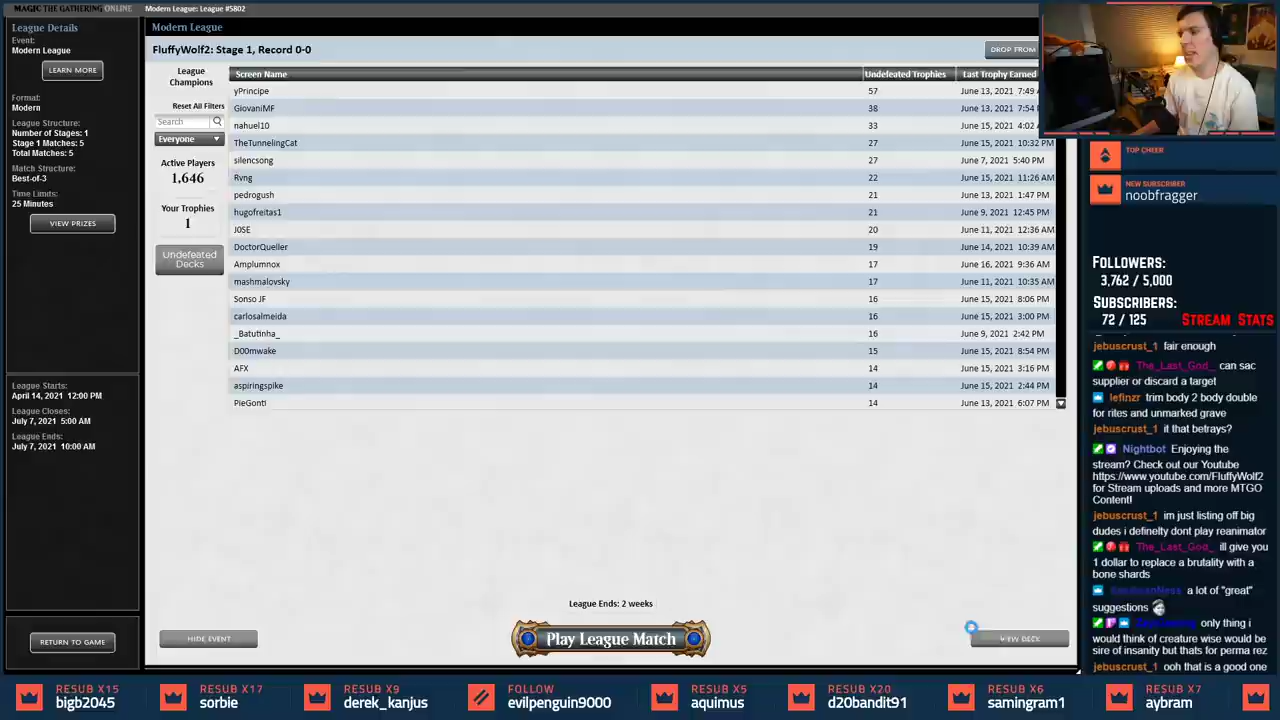 MAGIC THE GATHERING ONLINE
Modern League: League #5802
League Details
Event:
Modern League
LEARN MORE
Format:
Modern
League Structure:
Number of Stages: 1
Stage 1 Matches: 5
Total Matches: 5
Match Structure:
Best-of-3
Time Limits:
25 Minutes
VIEW PRIZES
League Starts:
April 14, 2021 12:00 PM
League Closes:
July 7, 2021 5:00 AM
League Ends:
July 7, 2021 10:00 AM
RETURN TO GAME
Modern League
FluffyWolf2: Stage 1, Record 0-0
DROP FROM
League
Champions
Reset All Filters
Search
Everyone
Active Players
1,646
Your Trophies
1
Undefeated
Decks
Screen Name Undefeated Trophies Last Trophy Earned
yPrincipe 57 June 13, 2021 7:49
GiovaniMF 38 June 13, 2021 7:54
nahuel10 33 June 15, 2021 4:02
TheTunnelingCat 27 June 15, 2021 10:32 PM
silencsong 27 June 7, 2021 5:40 PM
Rvng 22 June 15, 2021 11:26 AM
pedrogush 21 June 13, 2021 1:47 PM
hugofreitas1 21 June 9, 2021 12:45 PM
J0SE 20 June 11, 2021 12:36 AM
DoctorQueller 19 June 14, 2021 10:39 AM
Amplumnox 17 June 16, 2021 9:36 AM
mashmalovsky 17 June 11, 2021 10:35 AM
Sonso JF 16 June 15, 2021 8:06 PM
carlosalmeida 16 June 15, 2021 3:00 PM
_Batutinha_ 16 June 9, 2021 2:42 PM
D00mwake 15 June 15, 2021 8:54 PM
AFX 14 June 15, 2021 3:16 PM
aspiringspike 14 June 15, 2021 2:44 PM
PieGonti 14 June 13, 2021 6:07 PM
League Ends: 2 weeks
HIDE EVENT
Play League Match
VIEW DECK
TOP CHEER
NEW SUBSCRIBER
noobfragger
FOLLOWERS:
3,762 / 5,000
SUBSCRIBERS:
72 / 125
STREAM STATS
jebuscrust_1 fair enough
The_Last_God_ can sac
supplier or discard a target
lefinzr trim body 2 body double
for rites and unmarked grave
jebuscrust_1 it that betrays?
Nightbot Enjoying the
stream? Check out our Youtube
https://www.youtube.com/FluffyWolf2
for Stream uploads and more MTGO
Content!
jebuscrust_1 im just listing off big
dudes i definelty dont play reanimator
The_Last_God_ ill give you
1 dollar to replace a brutality with a
bone shards
a lot of "great"
suggestions
only thing i
would think of creature wise would be
sire of insanity but thats for perma rez
jebuscrust_1 ooh that is a good one
RESUB X15
bigb2045
RESUB X17
sorbie
RESUB X9
derek_kanjus
FOLLOW
evilpenguin9000
RESUB X5
aquimus
RESUB X20
d20bandit91
RESUB X6
samingram1
RESUB X7
aybram